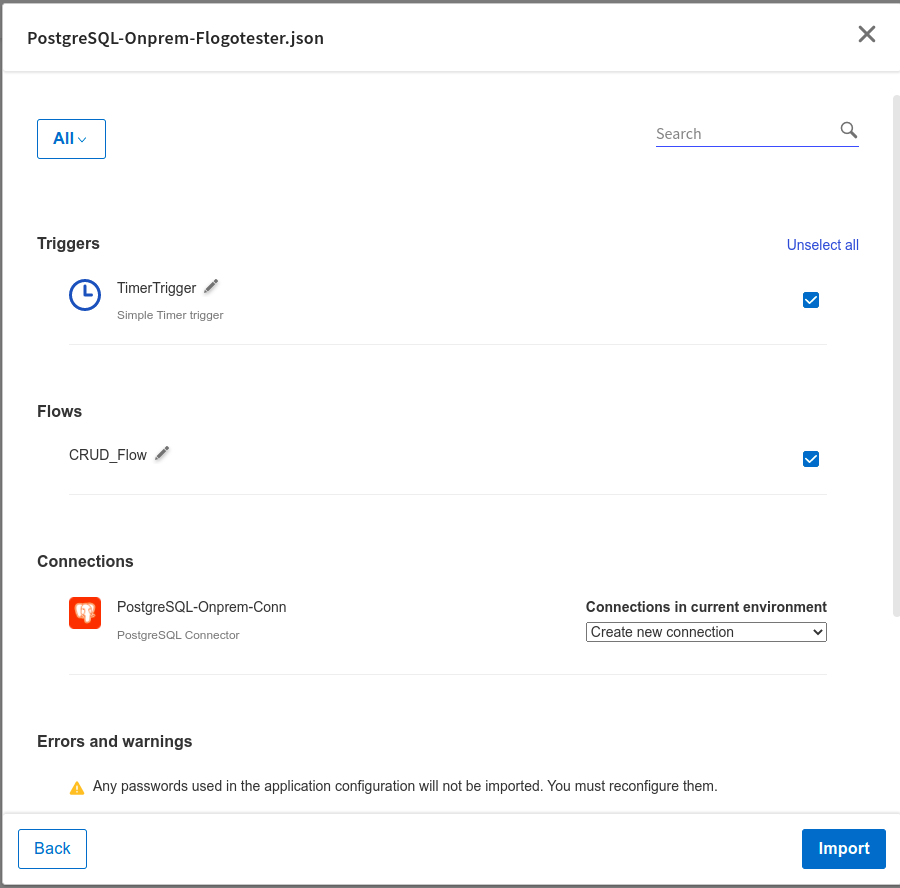 PostgreSQL-Onprem-Flogotester.json
All
Search
Triggers
Unselect all
TimerTrigger
Simple Timer trigger
Flows
CRUD_Flow
Connections
PostgreSQL-Onprem-Conn
PostgreSQL Connector
Connections in current environment
Create new connection
Errors and warnings
Any passwords used in the application configuration will not be imported. You must reconfigure them.
Back
Import